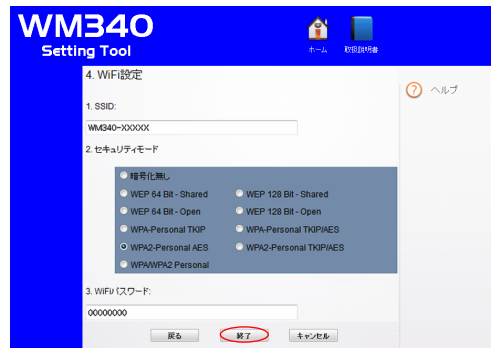 WM340
Setting Tool
ホーム
取扱説明書
4. WiFi設定
ヘルプ
1. SSID:
WM340-XXXXX
2. セキュリティモード
暗号化無し
WEP 64 Bit - Shared
WEP 128 Bit - Shared
WEP 64 Bit - Open
WEP 128 Bit - Open
WPA-Personal TKIP
WPA-Personal TKIP/AES
WPA2-Personal AES
WPA2-Personal TKIP/AES
WPA/WPA2 Personal
3. WiFiパスワード:
00000000
戻る
終了
キャンセル